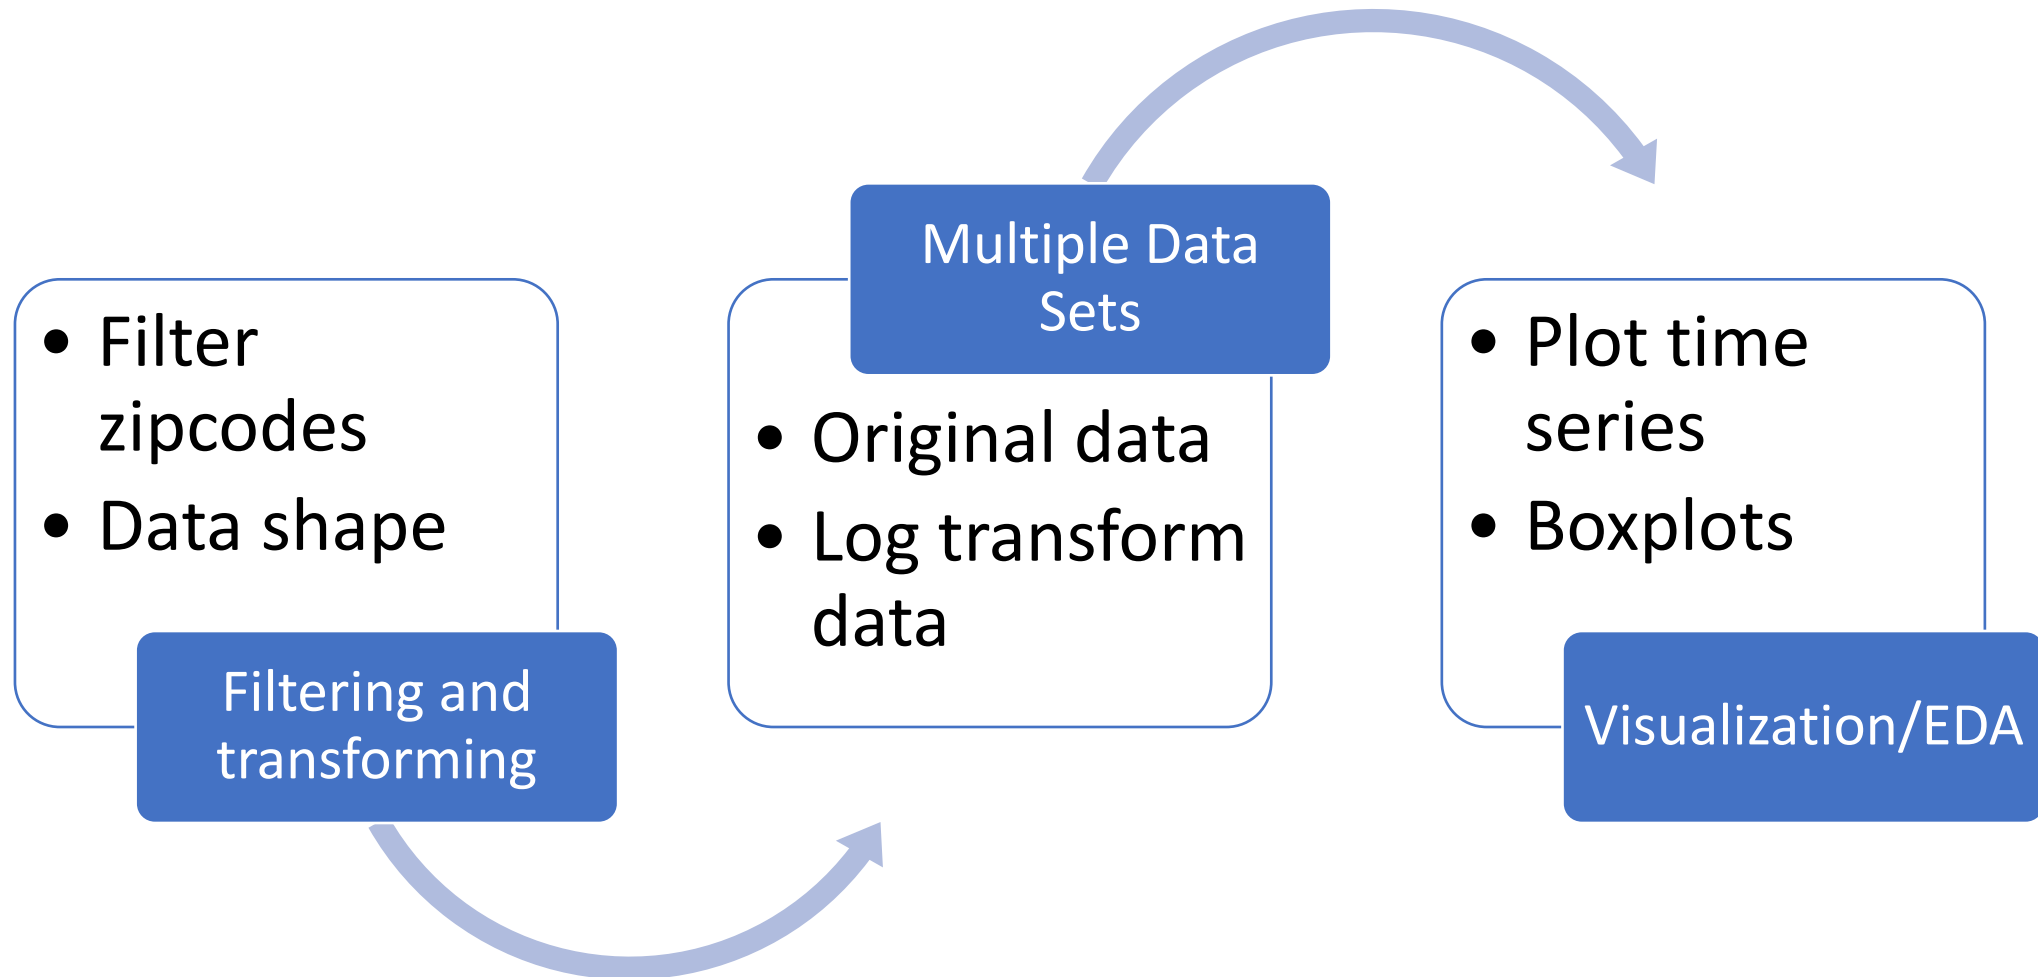 • Filter
zipcodes
• Data shape
Filtering and
transforming
Multiple Data
Sets
• Original data
• Log transform
data
• Plot time
series
• Boxplots
Visualization/EDA